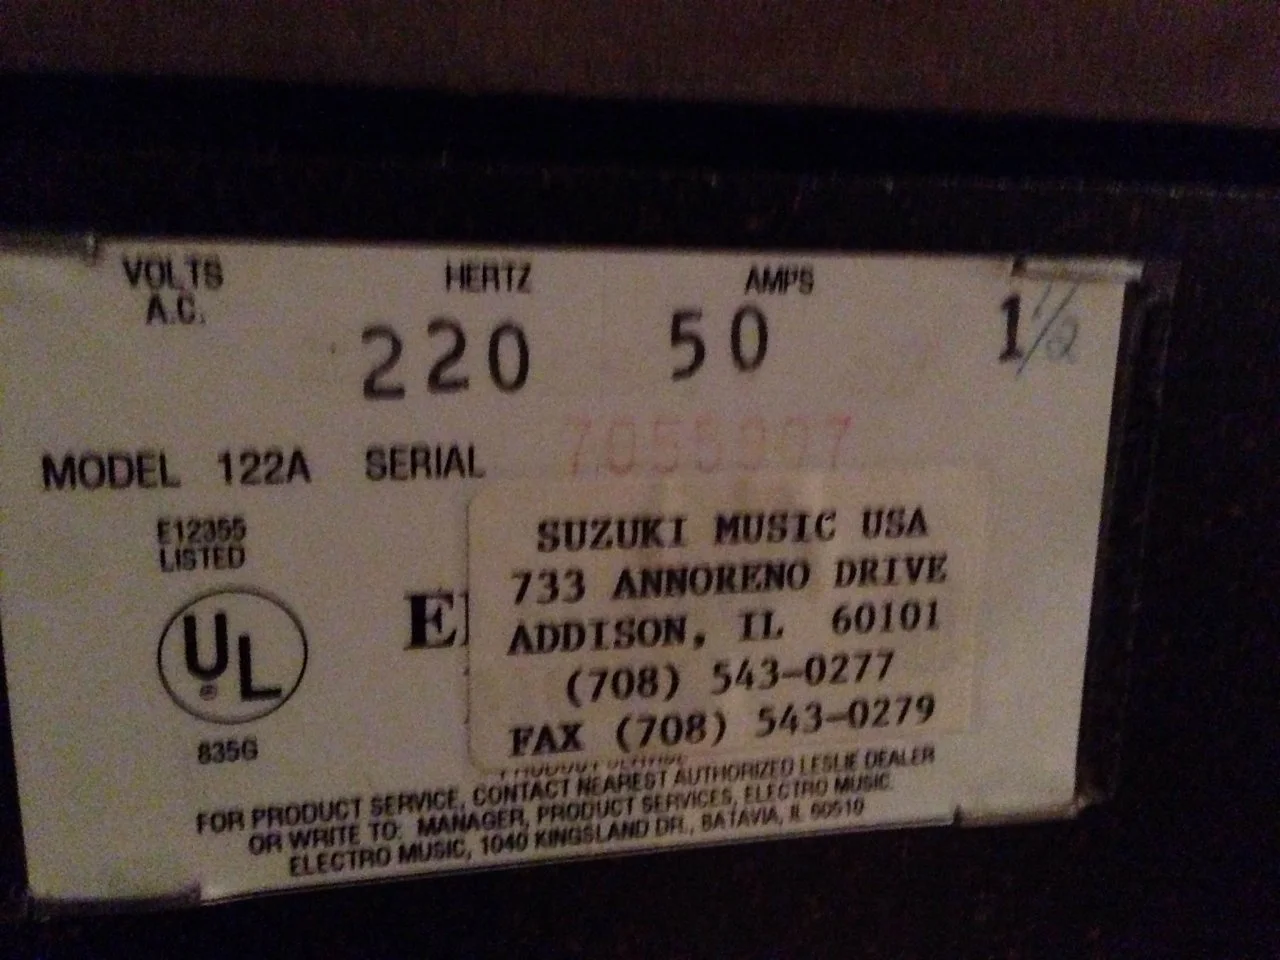 VOLTS HERTZ AMPS
A.C.
220 50 1 1/2
MODEL 122A SERIAL
E12355
LISTED
UL
®
835G
SUZUKI MUSIC USA
733 ANNORENO DRIVE
ADDISON, IL 60101
(708) 543-0277
FAX (708) 543-0279
FOR PRODUCT SERVICE, CONTACT NEAREST AUTHORIZED LESLIE DEALER
OR WRITE TO: MANAGER, PRODUCT SERVICES, ELECTRO MUSIC
ELECTRO MUSIC, 1040 KINGSLAND DR., BATAVIA, IL 60510